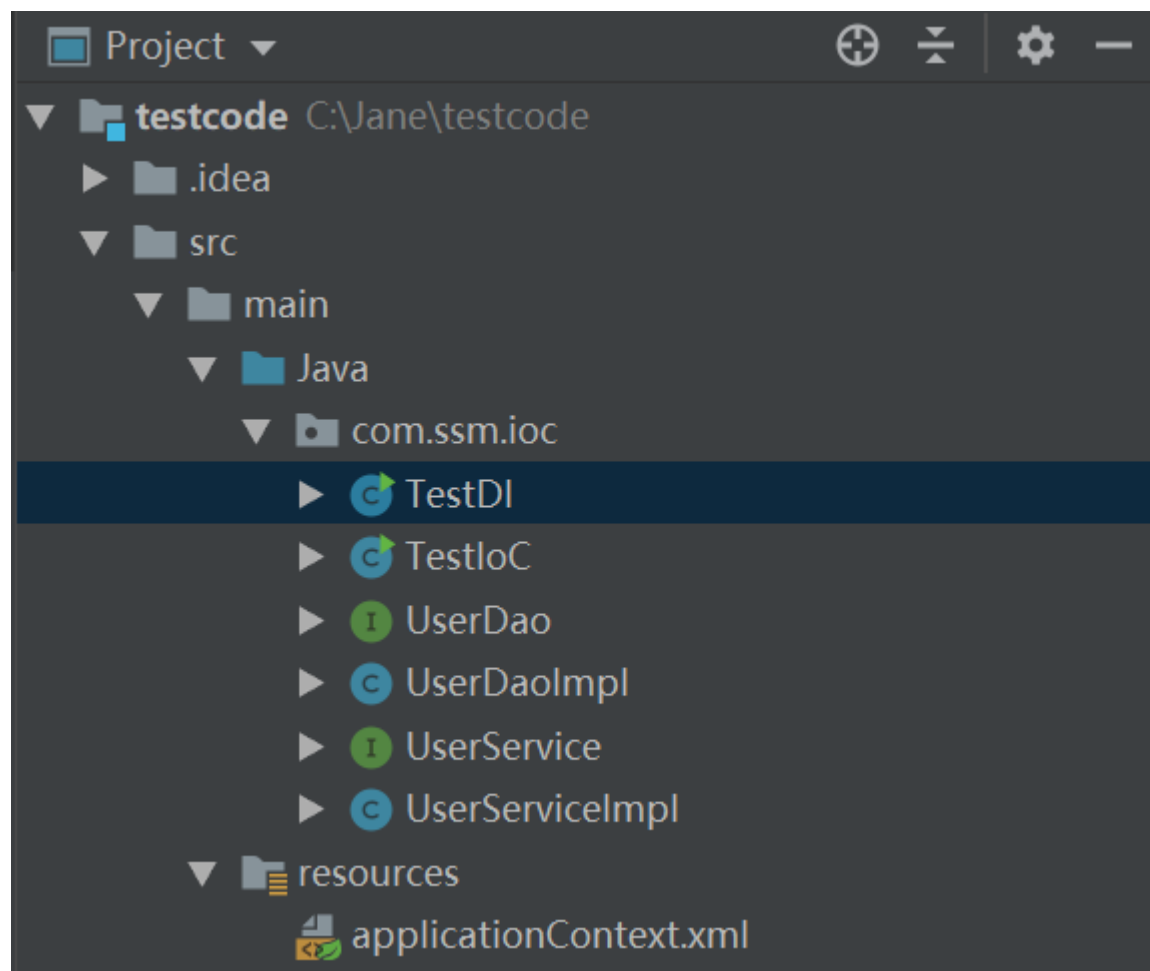 Project
testcode C:\Jane\testcode
.idea
src
main
Java
com.ssm.ioc
C TestDI
C TestIoC
I UserDao
C UserDaoImpl
I UserService
C UserServiceImpl
resources
applicationContext.xml